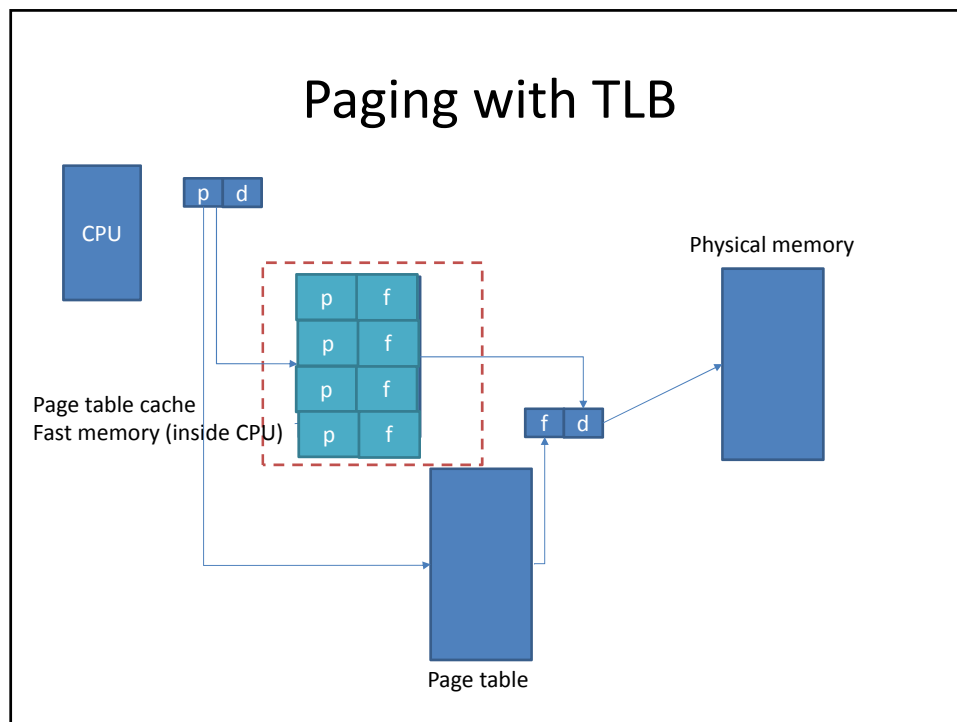 Paging with TLB
CPU
p d
Physical memory
p f
p f
p f
p f
Page table cache
Fast memory (inside CPU)
f d
Page table